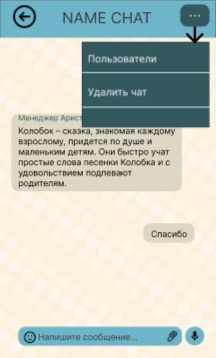 NAME CHAT
...
Пользователи
Удалить чат
Менеджер Арист
Колобок – сказка, знакомая каждому
взрослому, придется по душе и
маленьким детям. Они быстро учат
простые слова песенки Колобка и с
удовольствием подпевают
родителям.
Спасибо
Напишите сообщение...